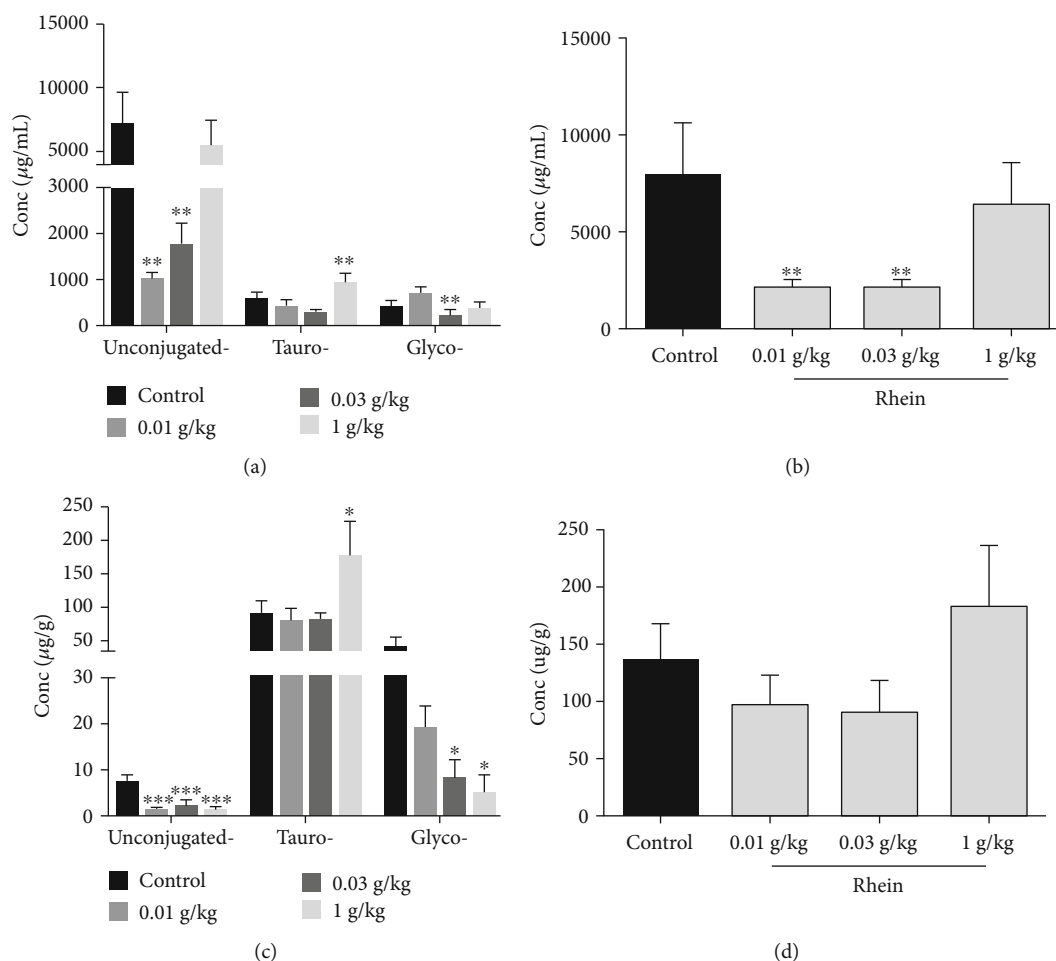 15000
10000
5000
3000
2000
1000
0
Conc (μg/mL)
**
**
**
**
Unconjugated-
Tauro-
Glyco-
Control
0.01 g/kg
0.03 g/kg
1 g/kg
(a)
15000
10000
5000
0
Conc (μg/mL)
**
**
Control
0.01 g/kg
0.03 g/kg
1 g/kg
Rhein
(b)
250
200
150
100
50
30
20
10
0
Conc (μg/g)
***
***
***
*
*
*
Unconjugated-
Tauro-
Glyco-
Control
0.01 g/kg
0.03 g/kg
1 g/kg
(c)
250
200
150
100
50
0
Conc (ug/g)
Control
0.01 g/kg
0.03 g/kg
1 g/kg
Rhein
(d)